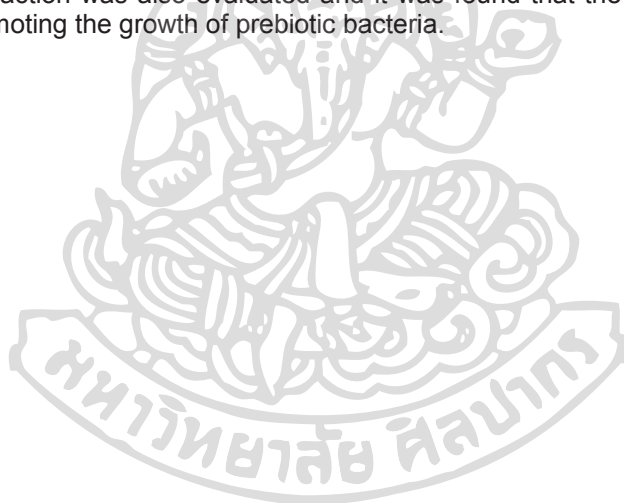 action was also evaluated and it was found that the
moting the growth of prebiotic bacteria.
มหาวิทยาลัย ศิลปากร